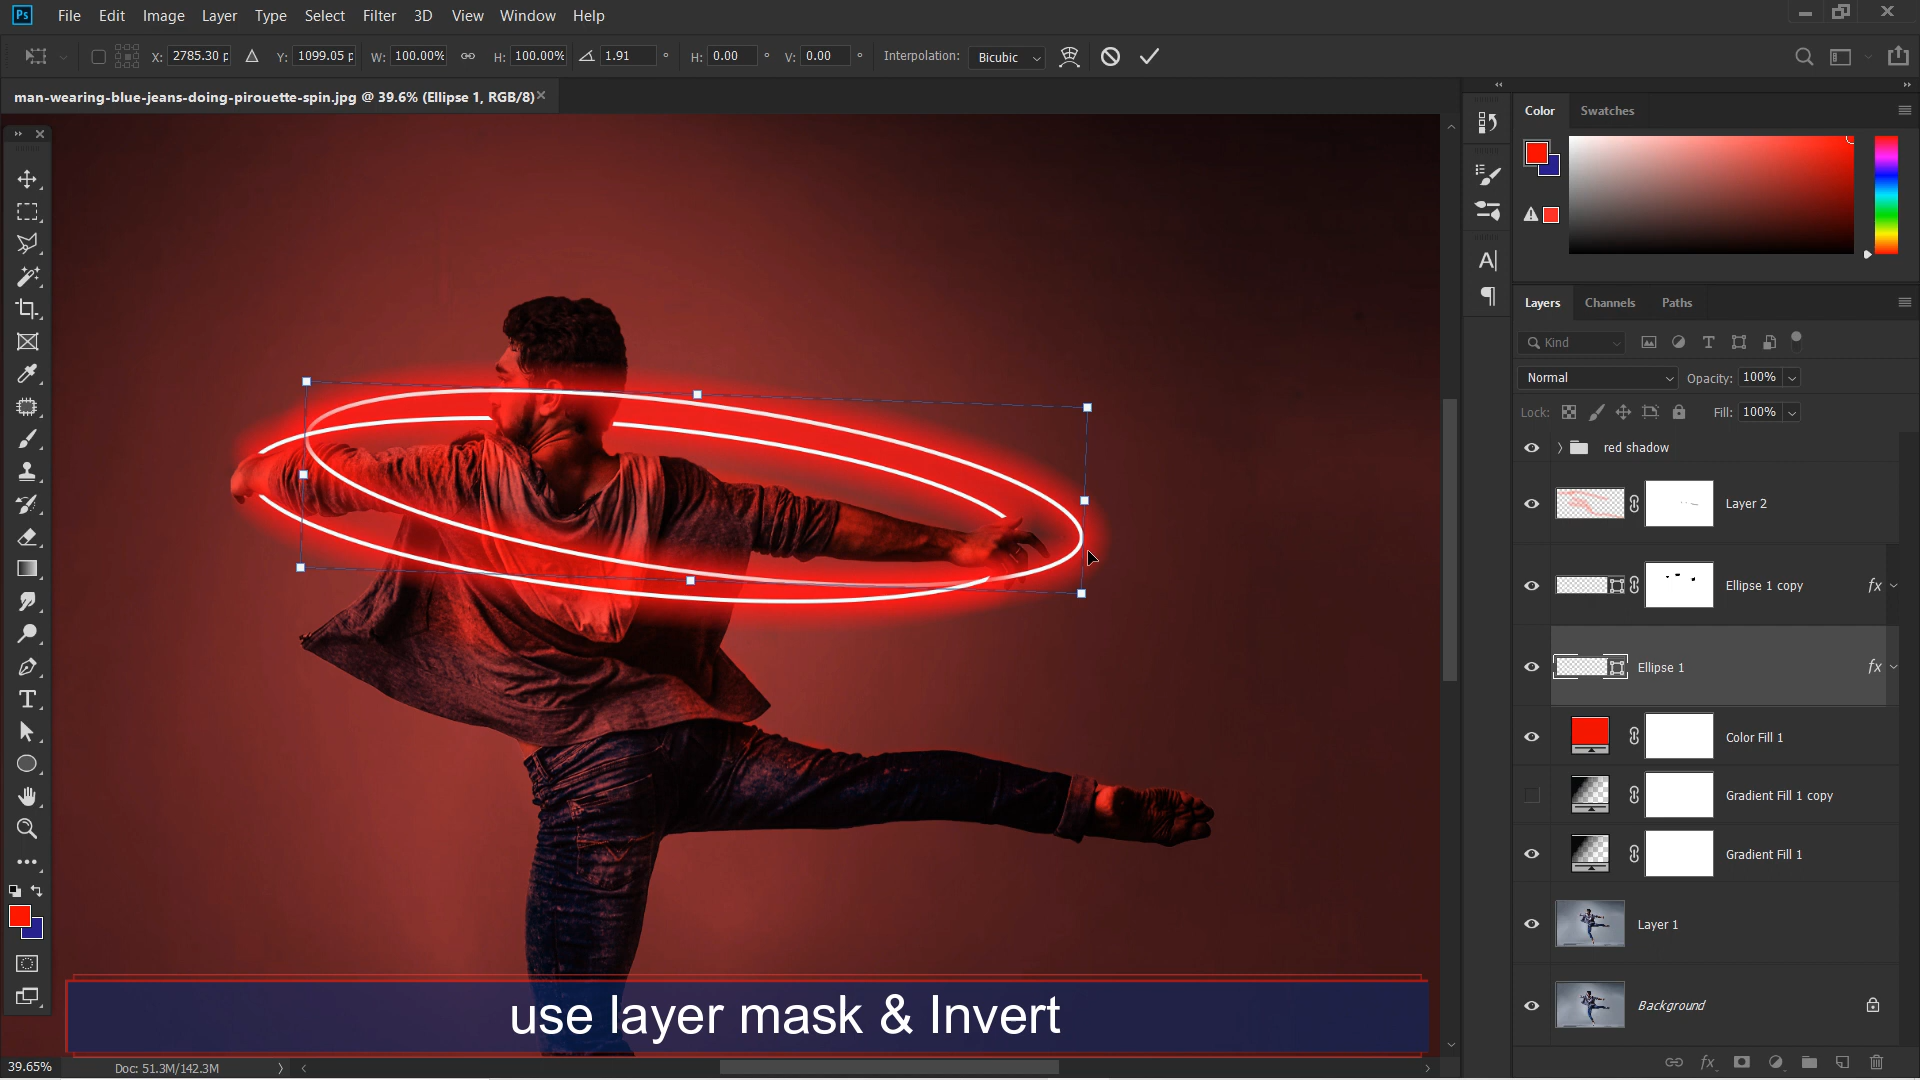 Ps File Edit Image Layer Type Select Filter 3D View Window Help
X: 2785.30 p Y: 1099.05 p W: 100.00% H: 100.00% 1.91 ° H: 0.00 ° V: 0.00 ° Interpolation: Bicubic
man-wearing-blue-jeans-doing-pirouette-spin.jpg @ 39.6% (Ellipse 1, RGB/8)
Color Swatches
Layers Channels Paths
Kind
Normal Opacity: 100%
Lock: Fill: 100%
red shadow
Layer 2
Ellipse 1 copy fx
Ellipse 1 fx
Color Fill 1
Gradient Fill 1 copy
Gradient Fill 1
Layer 1
Background
use layer mask & Invert
39.65% Doc: 51.3M/142.3M
fx